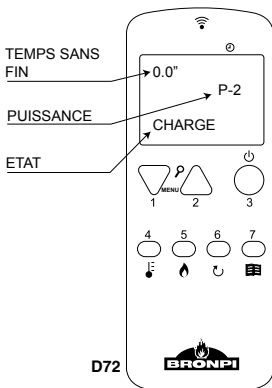 TEMPS SANS
FIN
0.0”
P-2
PUISSANCE
CHARGE
ETAT
MENU
1
2
3
4
5
6
7
D72
BRONPI